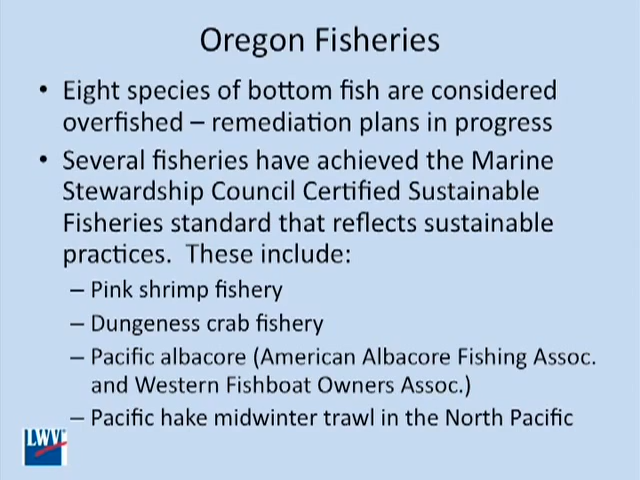 Oregon Fisheries
• Eight species of bottom fish are considered
overfished – remediation plans in progress
• Several fisheries have achieved the Marine
Stewardship Council Certified Sustainable
Fisheries standard that reflects sustainable
practices. These include:
– Pink shrimp fishery
– Dungeness crab fishery
– Pacific albacore (American Albacore Fishing Assoc.
and Western Fishboat Owners Assoc.)
– Pacific hake midwinter trawl in the North Pacific
LWV